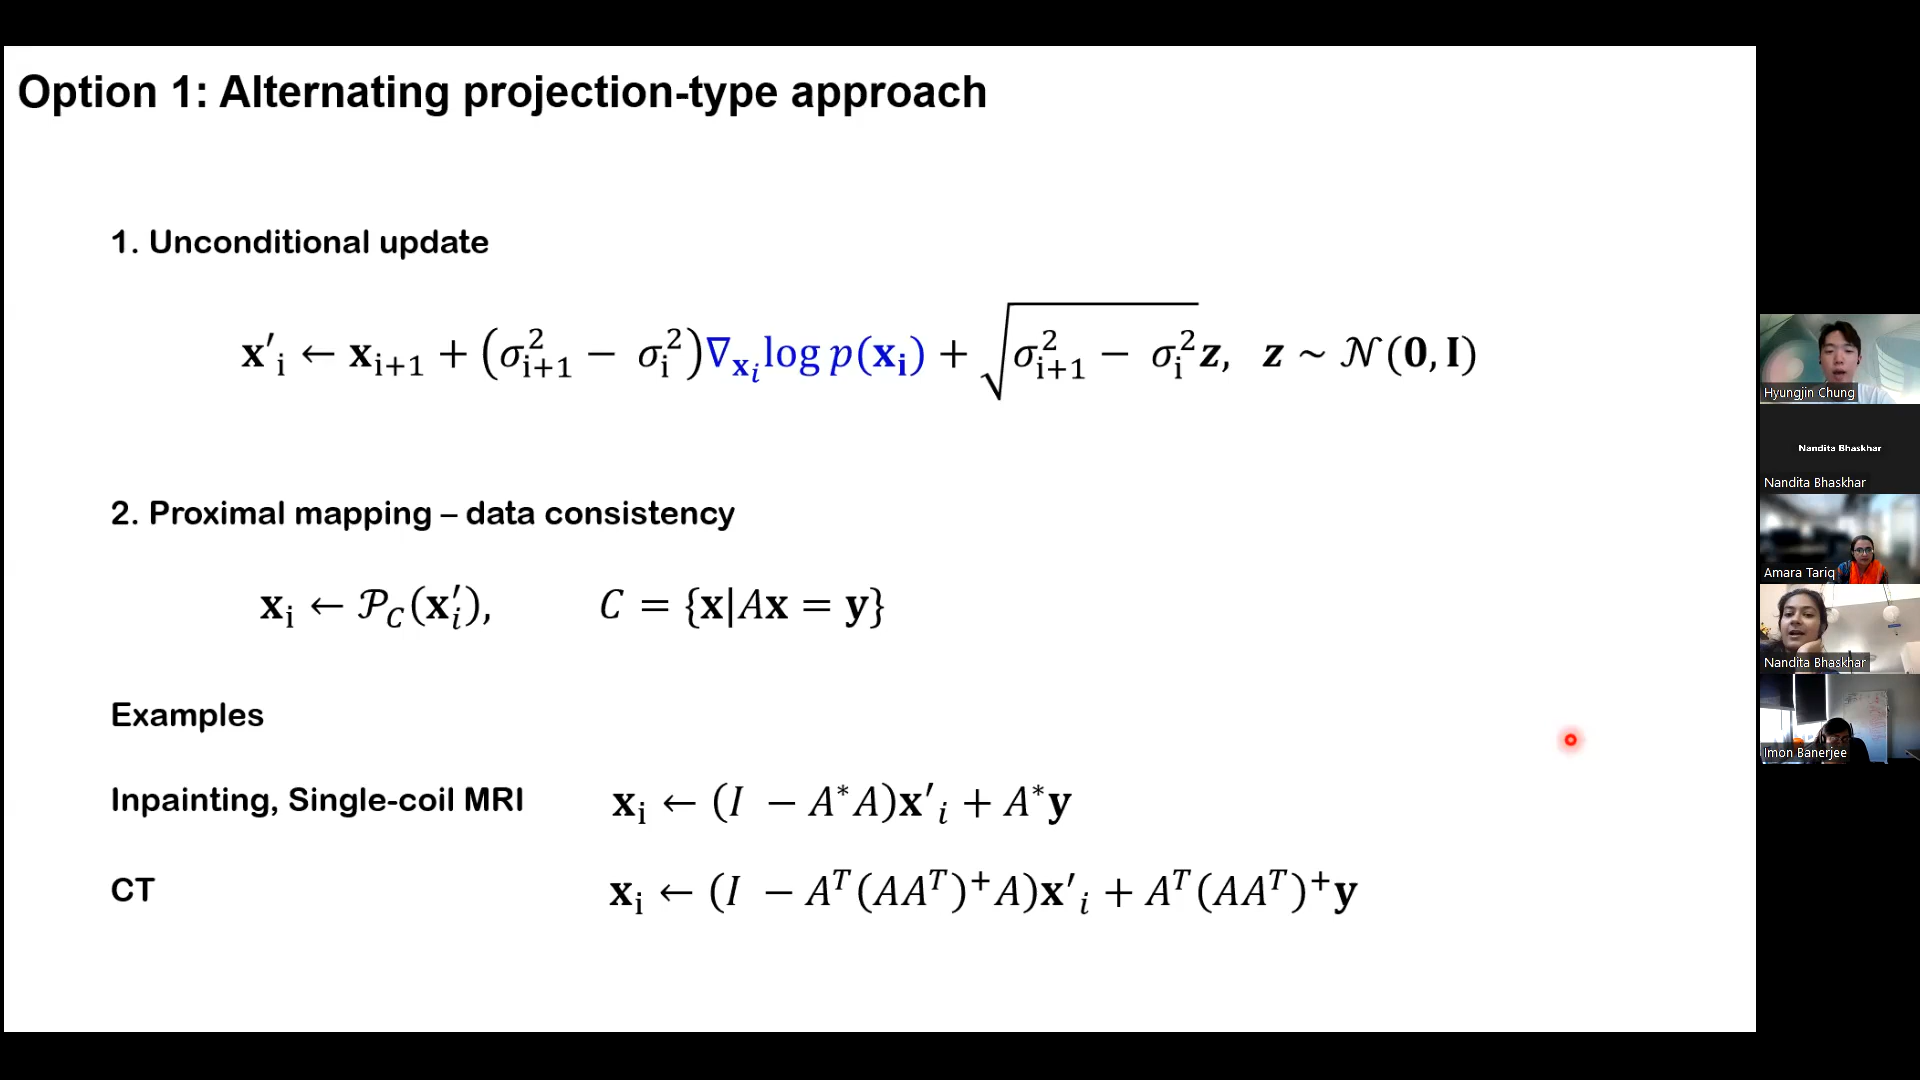 Option 1: Alternating projection-type approach
1. Unconditional update
𝐱′ᵢ ← 𝐱ᵢ₊₁ + (σ²ᵢ₊₁ − σ²ᵢ)∇𝐱ᵢ log p(𝐱ᵢ) + √(σ²ᵢ₊₁ − σ²ᵢ) 𝒛, 𝒛 ~ 𝒩(𝟎, 𝐈)
2. Proximal mapping – data consistency
𝐱ᵢ ← 𝒫_C(𝐱′ᵢ), C = {𝐱|A𝐱 = 𝐲}
Examples
Inpainting, Single-coil MRI 𝐱ᵢ ← (I − A*A)𝐱′ᵢ + A*𝐲
CT 𝐱ᵢ ← (I − Aᵀ(AAᵀ)⁺A)𝐱′ᵢ + Aᵀ(AAᵀ)⁺𝐲
Hyungjin Chung
Nandita Bhaskhar
Nandita Bhaskhar
Amara Tariq
Nandita Bhaskhar
Imon Banerjee